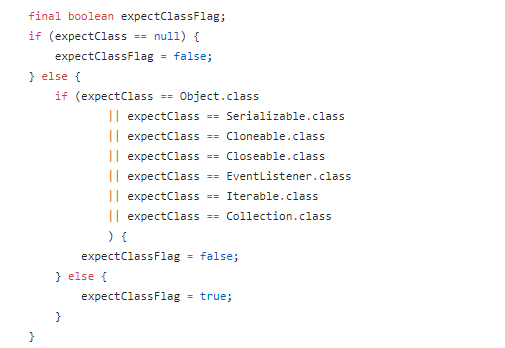 final boolean expectClassFlag;
if (expectClass == null) {
    expectClassFlag = false;
} else {
    if (expectClass == Object.class
            || expectClass == Serializable.class
            || expectClass == Cloneable.class
            || expectClass == Closeable.class
            || expectClass == EventListener.class
            || expectClass == Iterable.class
            || expectClass == Collection.class
            ) {
        expectClassFlag = false;
    } else {
        expectClassFlag = true;
    }
}